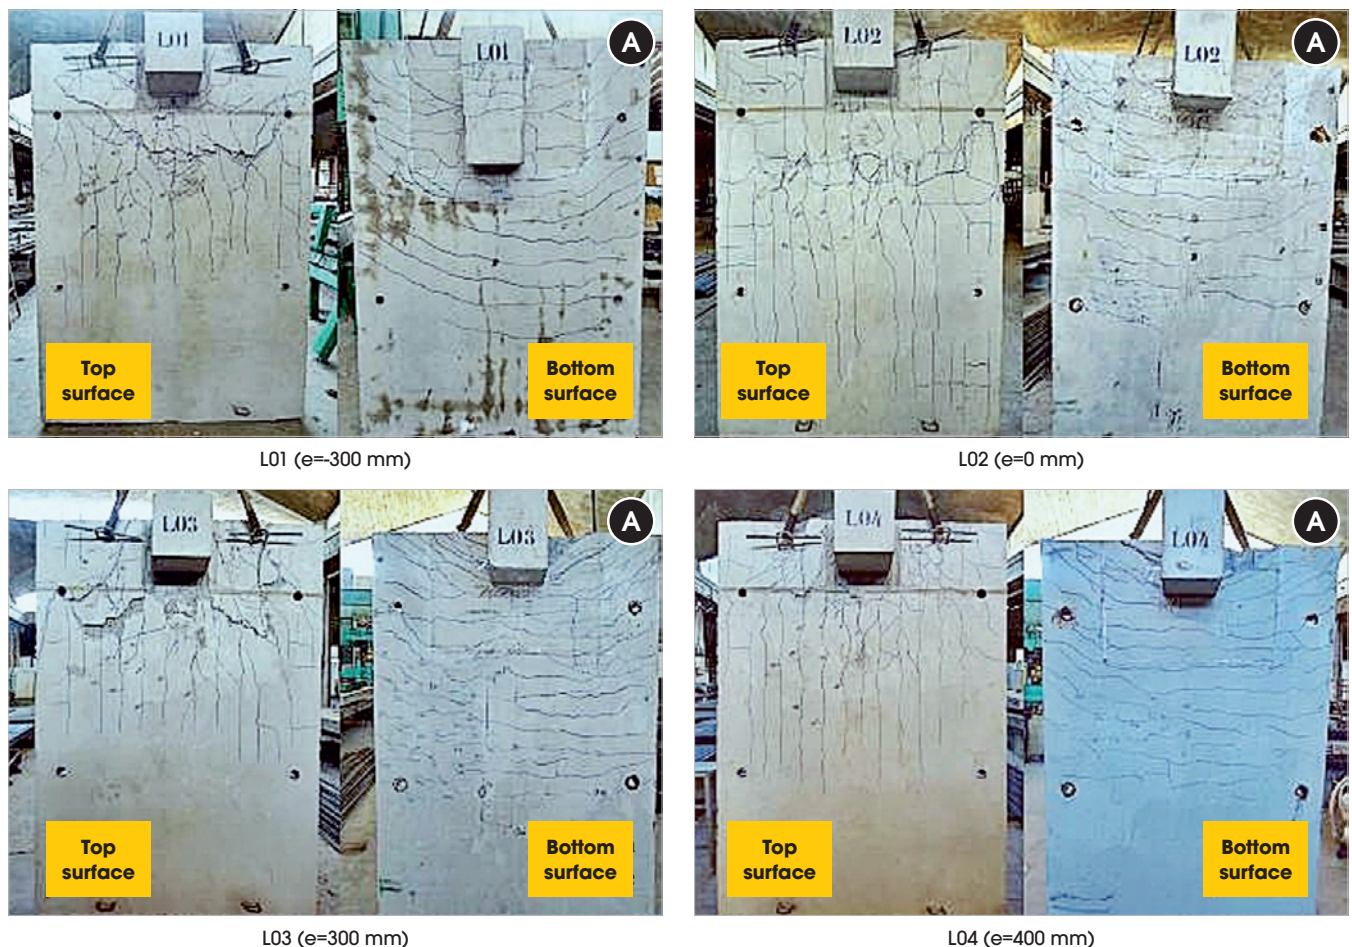 L01
L01
A
Top
surface
Bottom
surface
L01 (e=-300 mm)
L02
L02
A
Top
surface
Bottom
surface
L02 (e=0 mm)
L03
L03
A
Top
surface
Bottom
surface
L03 (e=300 mm)
L04
L04
A
Top
surface
Bottom
surface
L04 (e=400 mm)